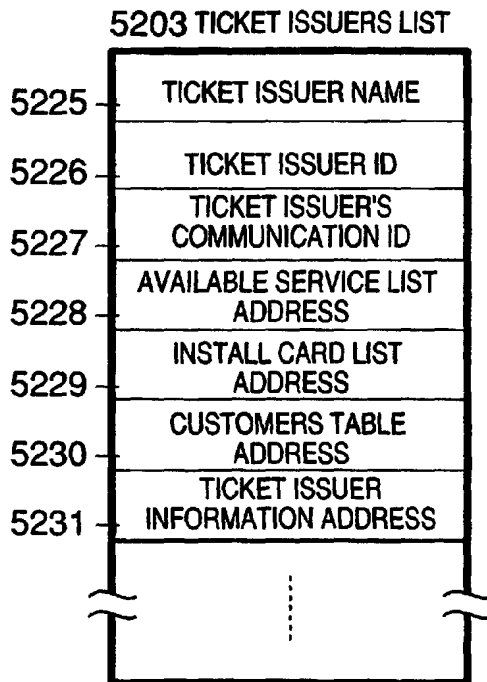 5203 TICKET ISSUERS LIST
5225 TICKET ISSUER NAME
5226 TICKET ISSUER ID
5227 TICKET ISSUER'S
COMMUNICATION ID
5228 AVAILABLE SERVICE LIST
ADDRESS
5229 INSTALL CARD LIST
ADDRESS
5230 CUSTOMERS TABLE
ADDRESS
5231 TICKET ISSUER
INFORMATION ADDRESS